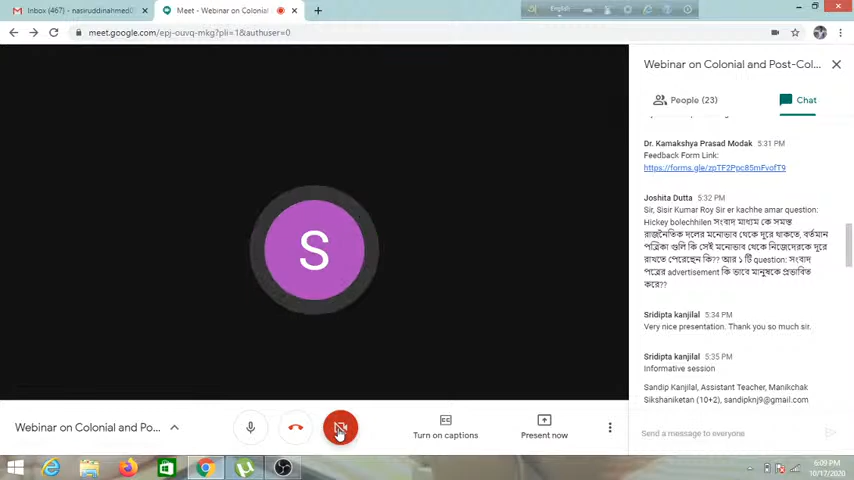 Inbox (467) - nasiruddinahmed0
Meet - Webinar on Colonial and
English
meet.google.com/epj-ouvq-mkg?pli=1&authuser=0
Webinar on Colonial and Post-Col...
People (23)
Chat
Dr. Kamakshya Prasad Modak 5:31 PM
Feedback Form Link:
https://forms.gle/zpTF2Ppc85mFvofT9
Joshita Dutta 5:32 PM
Sir, Sisir Kumar Roy Sir er kachhe amar question:
Hickey bolechhilen সংবাদ মাধ্যম কে সমস্ত
রাজনৈতিক দলের মনোভাব থেকে দূরে থাকতে, বর্তমান
পত্রিকা গুলি কি সেই মনোভাব থেকে নিজেদেরকে দূরে
রাখতে পেরেছেন কি?? আর ১ টি question: সংবাদ
পত্রের advertisement কি ভাবে মানুষকে প্রভাবিত
করে??
Sridipta kanjilal 5:34 PM
Very nice presentation. Thank you so much sir.
Sridipta kanjilal 5:35 PM
Informative session
Sandip Kanjilal, Assistant Teacher, Manikchak
Sikshaniketan (10+2), sandipknj9@gmail.com
S
Webinar on Colonial and Po...
Turn on captions
Present now
Send a message to everyone
6:09 PM
10/17/2020